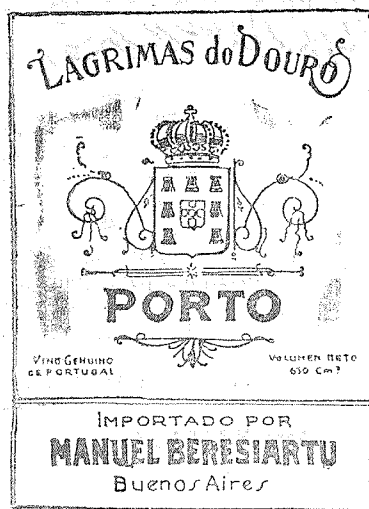 LAGRIMAS do DOURO
PORTO
VINO GENUINO
DE PORTUGAL
VOLUMEN NETO
650 Cm³
IMPORTADO POR
MANUEL BERESIARTU
Buenos Aires